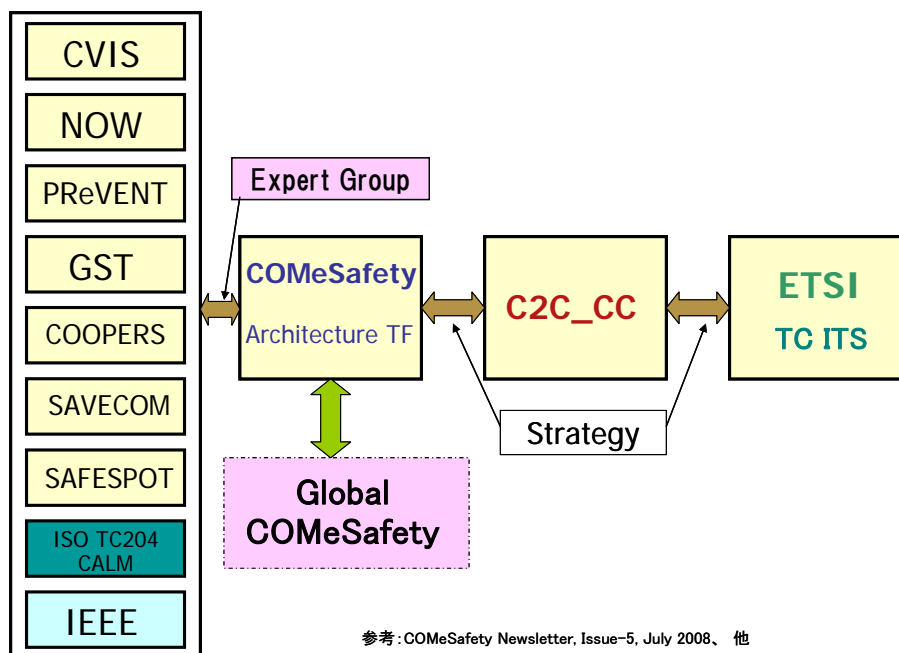 CVIS
NOW
PReVENT
GST
COOPERS
SAVECOM
SAFESPOT
ISO TC204
CALM
IEEE
Expert Group
COMeSafety
Architecture TF
C2C_CC
ETSI
TC ITS
Strategy
Global
COMeSafety
参考：COMeSafety Newsletter, Issue-5, July 2008、 他